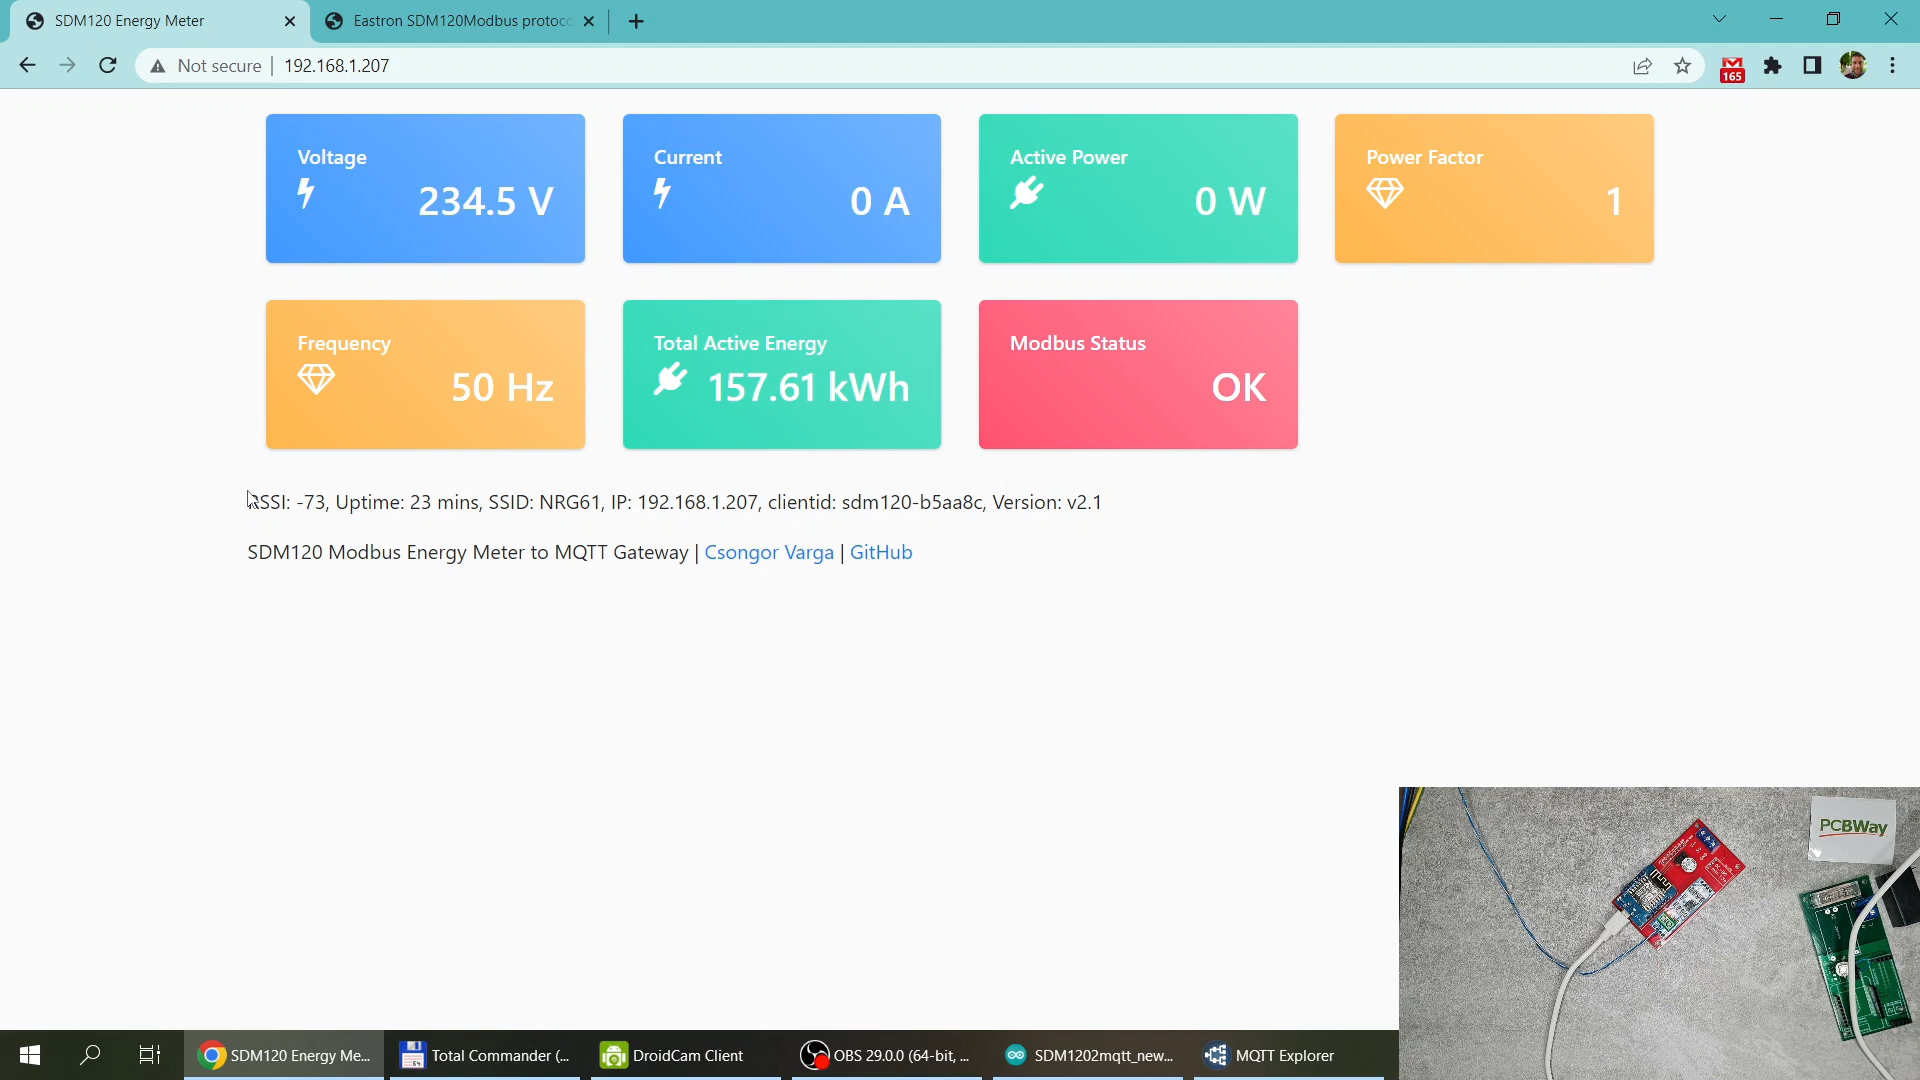 SDM120 Energy Meter
Eastron SDM120Modbus protoc
Not secure
192.168.1.207
165
Voltage
234.5 V
Current
0 A
Active Power
0 W
Power Factor
1
Frequency
50 Hz
Total Active Energy
157.61 kWh
Modbus Status
OK
RSSI: -73, Uptime: 23 mins, SSID: NRG61, IP: 192.168.1.207, clientid: sdm120-b5aa8c, Version: v2.1
SDM120 Modbus Energy Meter to MQTT Gateway | Csongor Varga | GitHub
PCBWay
SDM120 Energy Me...
64
Total Commander (...
DroidCam Client
OBS 29.0.0 (64-bit, ...
SDM1202mqtt_new...
MQTT Explorer